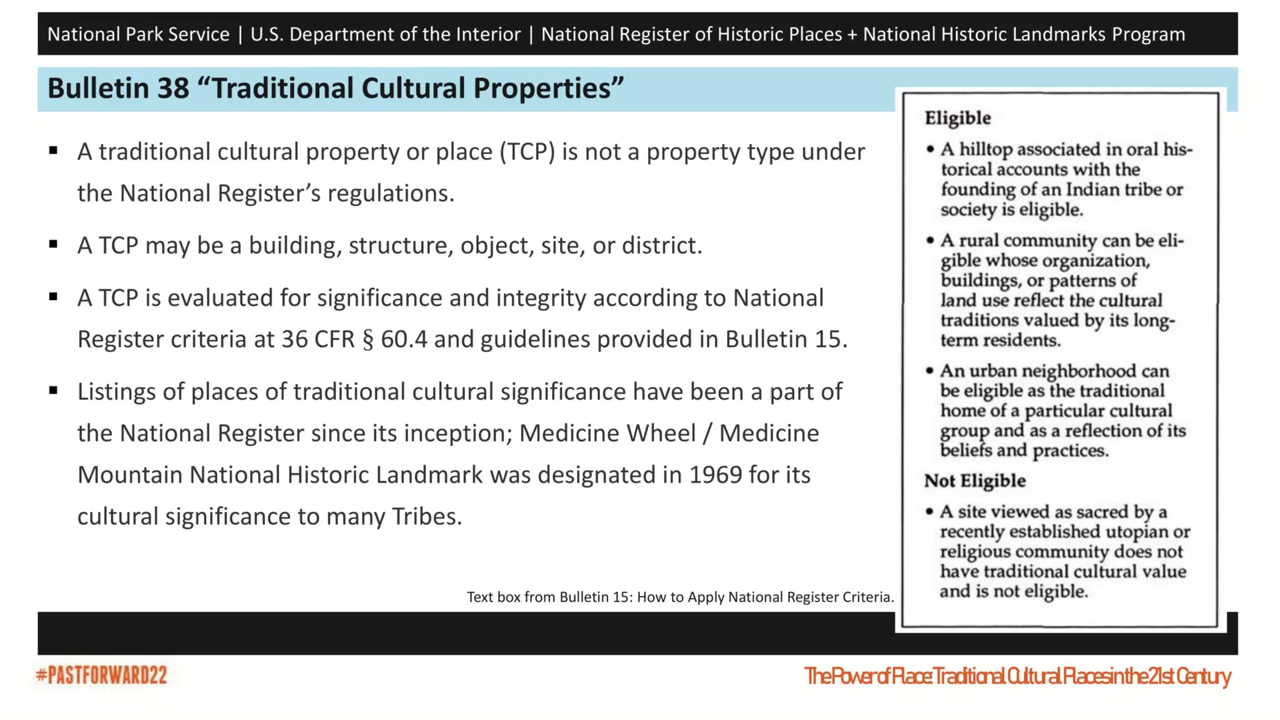 National Park Service | U.S. Department of the Interior | National Register of Historic Places + National Historic Landmarks Program
Bulletin 38 “Traditional Cultural Properties”
▪ A traditional cultural property or place (TCP) is not a property type under
the National Register’s regulations.
▪ A TCP may be a building, structure, object, site, or district.
▪ A TCP is evaluated for significance and integrity according to National
Register criteria at 36 CFR § 60.4 and guidelines provided in Bulletin 15.
▪ Listings of places of traditional cultural significance have been a part of
the National Register since its inception; Medicine Wheel / Medicine
Mountain National Historic Landmark was designated in 1969 for its
cultural significance to many Tribes.
Text box from Bulletin 15: How to Apply National Register Criteria.
Eligible
• A hilltop associated in oral his-
torical accounts with the
founding of an Indian tribe or
society is eligible.
• A rural community can be eli-
gible whose organization,
buildings, or patterns of
land use reflect the cultural
traditions valued by its long-
term residents.
• An urban neighborhood can
be eligible as the traditional
home of a particular cultural
group and as a reflection of its
beliefs and practices.
Not Eligible
• A site viewed as sacred by a
recently established utopian or
religious community does not
have traditional cultural value
and is not eligible.
#PASTFORWARD22
The Power of Place: Traditional Cultural Places in the 21st Century